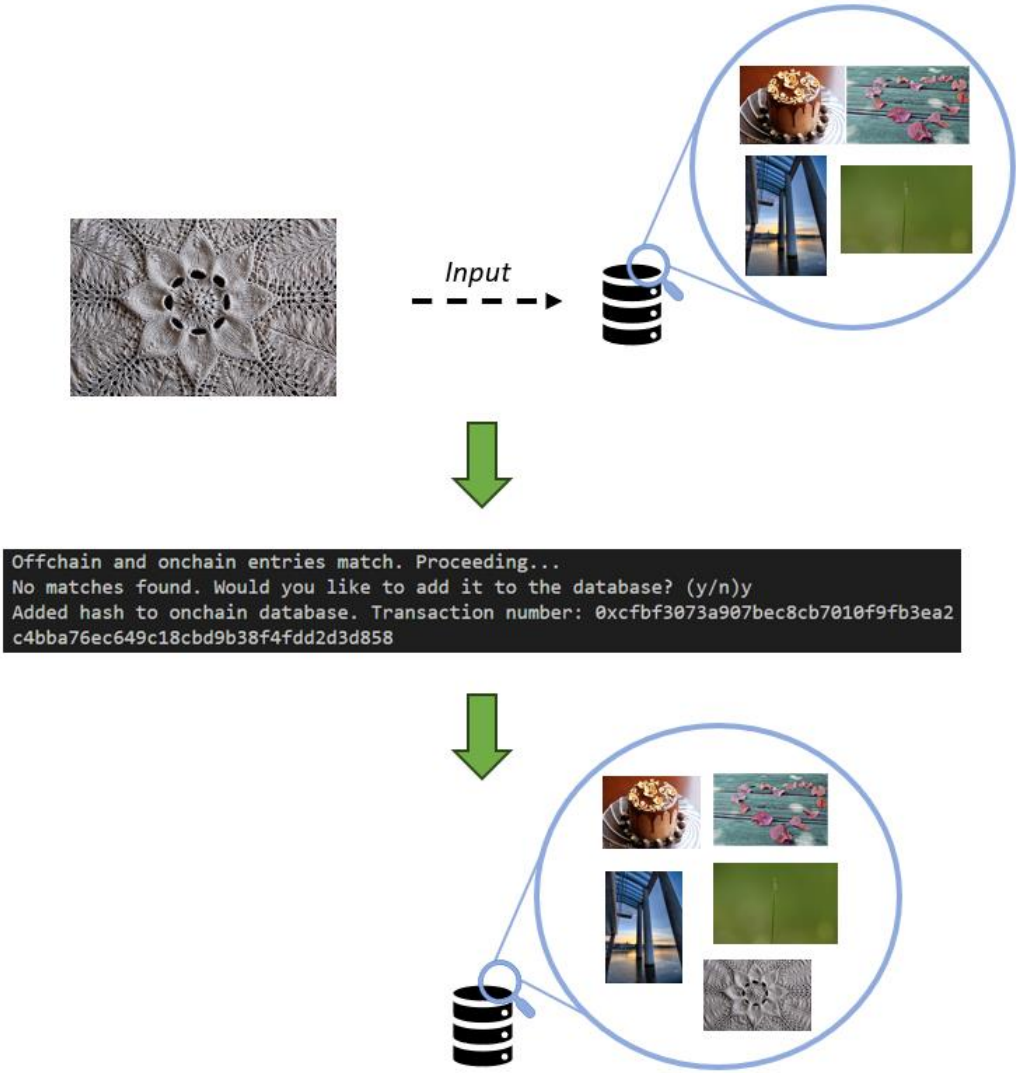 Input
Offchain and onchain entries match. Proceeding...
No matches found. Would you like to add it to the database? (y/n)y
Added hash to onchain database. Transaction number: 0xcfbf3073a907bec8cb7010f9fb3ea2
c4bba76ec649c18cbd9b38f4fdd2d3d858